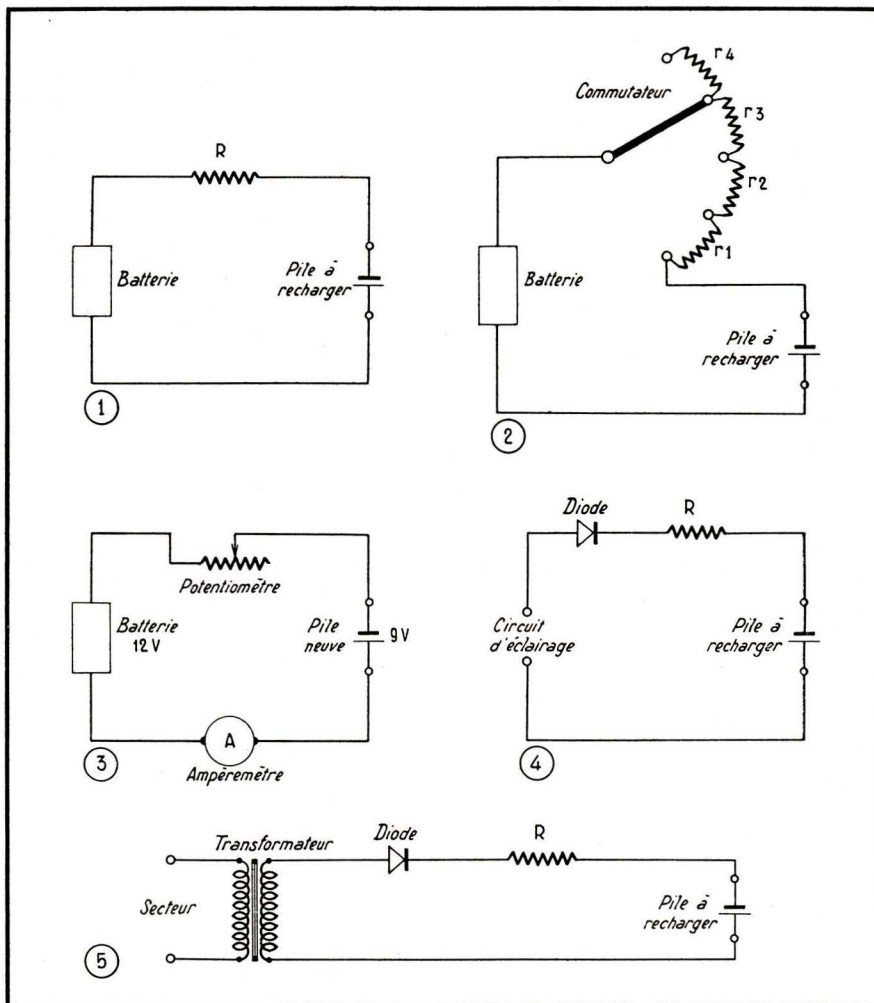 R
Batterie
Pile à
recharger
1
Commutateur
r4
r3
r2
r1
Batterie
Pile à
recharger
2
Potentiomètre
Batterie
12 V
Pile
neuve
9 V
A
Ampèremètre
3
Diode
R
Circuit
d'éclairage
Pile à
recharger
4
Secteur
Transformateur
Diode
R
Pile à
recharger
5